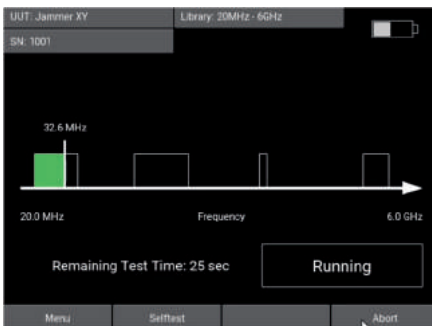 UUT: Jammer XY
Library: 20MHz - 6GHz
SN: 1001
32.6 MHz
20.0 MHz
Frequency
6.0 GHz
Remaining Test Time: 25 sec
Running
Menu
Selftest
Abort